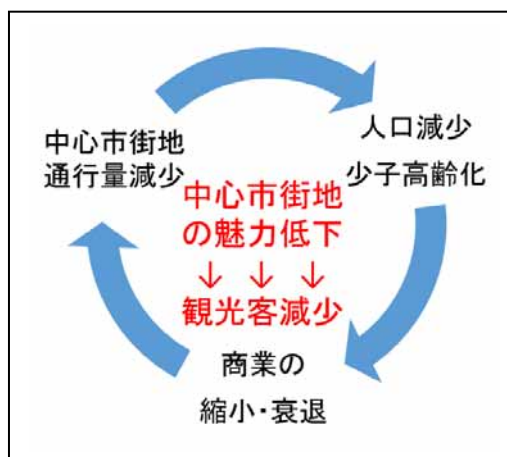 中心市街地
通行量減少
人口減少
少子高齢化
中心市街地
の魅力低下
↓ ↓ ↓
観光客減少
商業の
縮小・衰退